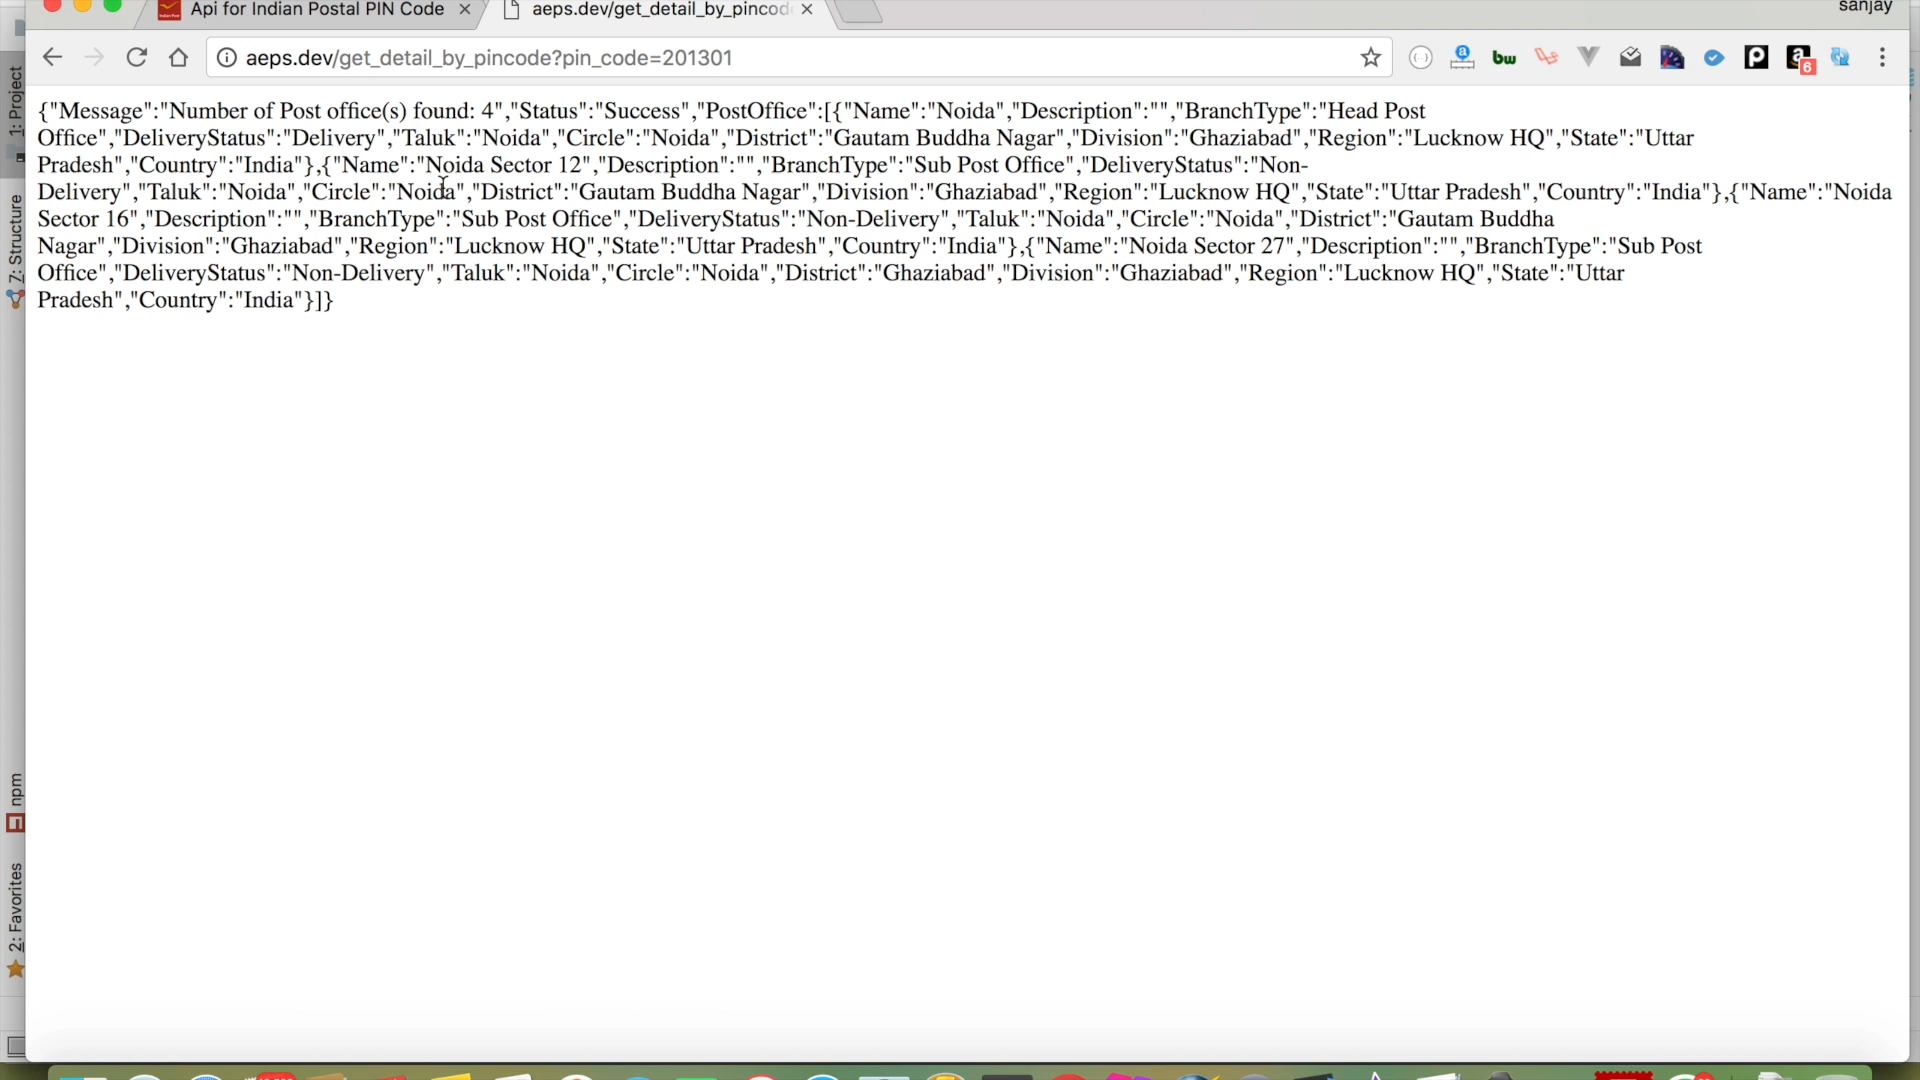 sanjay
Api for Indian Postal PIN Code
aeps.dev/get_detail_by_pincod
aeps.dev/get_detail_by_pincode?pin_code=201301
bw
6
1: Project
7: Structure
npm
2: Favorites
{"Message":"Number of Post office(s) found: 4","Status":"Success","PostOffice":[{"Name":"Noida","Description":"","BranchType":"Head Post
Office","DeliveryStatus":"Delivery","Taluk":"Noida","Circle":"Noida","District":"Gautam Buddha Nagar","Division":"Ghaziabad","Region":"Lucknow HQ","State":"Uttar
Pradesh","Country":"India"},{"Name":"Noida Sector 12","Description":"","BranchType":"Sub Post Office","DeliveryStatus":"Non-
Delivery","Taluk":"Noida","Circle":"Noida","District":"Gautam Buddha Nagar","Division":"Ghaziabad","Region":"Lucknow HQ","State":"Uttar Pradesh","Country":"India"},{"Name":"Noida
Sector 16","Description":"","BranchType":"Sub Post Office","DeliveryStatus":"Non-Delivery","Taluk":"Noida","Circle":"Noida","District":"Gautam Buddha
Nagar","Division":"Ghaziabad","Region":"Lucknow HQ","State":"Uttar Pradesh","Country":"India"},{"Name":"Noida Sector 27","Description":"","BranchType":"Sub Post
Office","DeliveryStatus":"Non-Delivery","Taluk":"Noida","Circle":"Noida","District":"Ghaziabad","Division":"Ghaziabad","Region":"Lucknow HQ","State":"Uttar
Pradesh","Country":"India"}]}